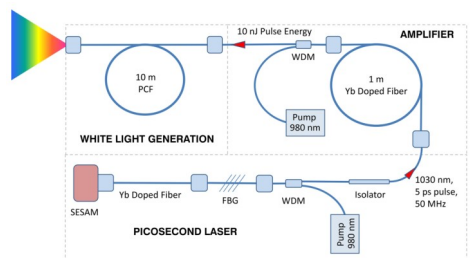 10 nJ Pulse Energy
AMPLIFIER
WDM
10 m
PCF
1 m
Yb Doped Fiber
Pump
980 nm
WHITE LIGHT GENERATION
1030 nm,
5 ps pulse,
50 MHz
Yb Doped Fiber
FBG
WDM
Isolator
SESAM
Pump
980 nm
PICOSECOND LASER